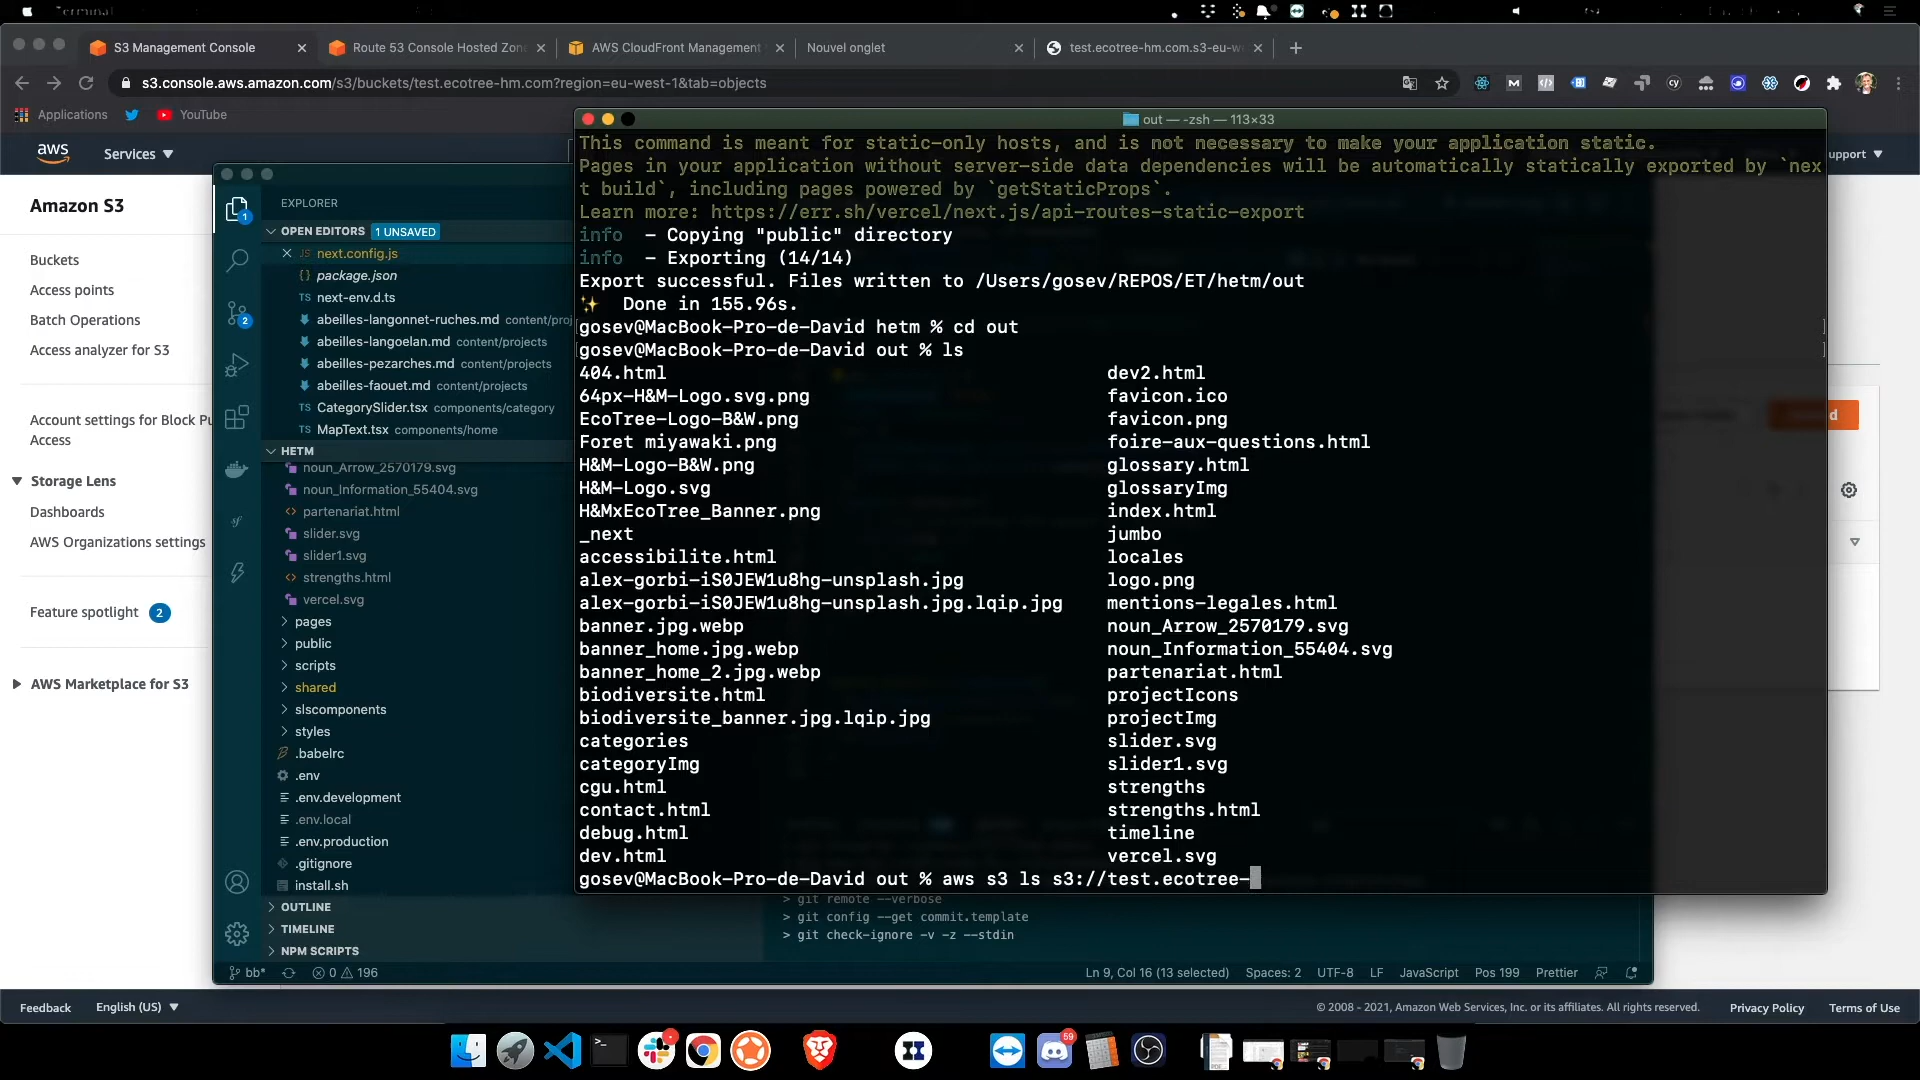 Terminal
S3 Management Console
Route 53 Console Hosted Zon
AWS CloudFront Management
Nouvel onglet
test.ecotree-hm.com.s3-eu-we
s3.console.aws.amazon.com/s3/buckets/test.ecotree-hm.com?region=eu-west-1&tab=objects
Applications
YouTube
aws
Services
upport
Amazon S3
Buckets
Access points
Batch Operations
Access analyzer for S3
Account settings for Block Pu
Access
Storage Lens
Dashboards
AWS Organizations settings
Feature spotlight 2
AWS Marketplace for S3
EXPLORER
OPEN EDITORS 1 UNSAVED
JS next.config.js
{} package.json
TS next-env.d.ts
abeilles-langonnet-ruches.md content/proj
abeilles-langoelan.md content/projects
abeilles-pezarches.md content/projects
abeilles-faouet.md content/projects
TS CategorySlider.tsx components/category
TS MapText.tsx components/home
HETM
noun_Arrow_2570179.svg
noun_Information_55404.svg
partenariat.html
slider.svg
slider1.svg
strengths.html
vercel.svg
pages
public
scripts
shared
slscomponents
styles
.babelrc
.env
.env.development
.env.local
.env.production
.gitignore
install.sh
OUTLINE
TIMELINE
NPM SCRIPTS
out — -zsh — 113×33
This command is meant for static-only hosts, and is not necessary to make your application static.
Pages in your application without server-side data dependencies will be automatically statically exported by `nex
t build`, including pages powered by `getStaticProps`.
Learn more: https://err.sh/vercel/next.js/api-routes-static-export
info  - Copying "public" directory
info  - Exporting (14/14)
Export successful. Files written to /Users/gosev/REPOS/ET/hetm/out
✨  Done in 155.96s.
gosev@MacBook-Pro-de-David hetm % cd out
gosev@MacBook-Pro-de-David out % ls
404.html dev2.html
64px-H&M-Logo.svg.png favicon.ico
EcoTree-Logo-B&W.png favicon.png
Foret miyawaki.png foire-aux-questions.html
H&M-Logo-B&W.png glossary.html
H&M-Logo.svg glossaryImg
H&MxEcoTree_Banner.png index.html
_next jumbo
accessibilite.html locales
alex-gorbi-iS0JEW1u8hg-unsplash.jpg logo.png
alex-gorbi-iS0JEW1u8hg-unsplash.jpg.lqip.jpg mentions-legales.html
banner.jpg.webp noun_Arrow_2570179.svg
banner_home.jpg.webp noun_Information_55404.svg
banner_home_2.jpg.webp partenariat.html
biodiversite.html projectIcons
biodiversite_banner.jpg.lqip.jpg projectImg
categories slider.svg
categoryImg slider1.svg
cgu.html strengths
contact.html strengths.html
debug.html timeline
dev.html vercel.svg
gosev@MacBook-Pro-de-David out % aws s3 ls s3://test.ecotree-
> git remote --verbose
> git config --get commit.template
> git check-ignore -v -z --stdin
bb* 0 196
Ln 9, Col 16 (13 selected) Spaces: 2 UTF-8 LF JavaScript Pos 199 Prettier
Feedback English (US)
© 2008 - 2021, Amazon Web Services, Inc. or its affiliates. All rights reserved. Privacy Policy Terms of Use
59